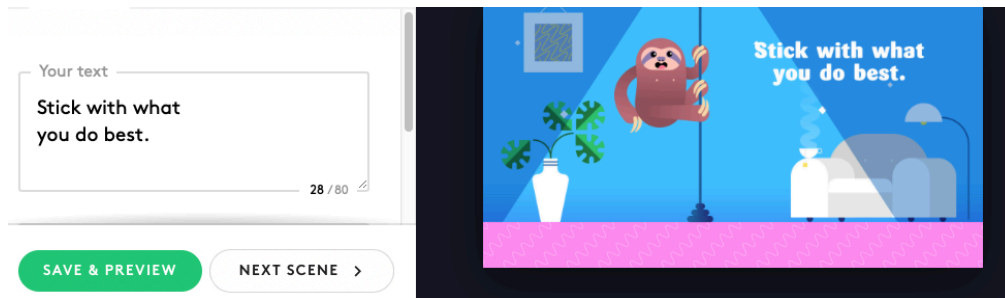 Your text
Stick with what
you do best.
28 / 80
SAVE & PREVIEW
NEXT SCENE >
Stick with what
you do best.